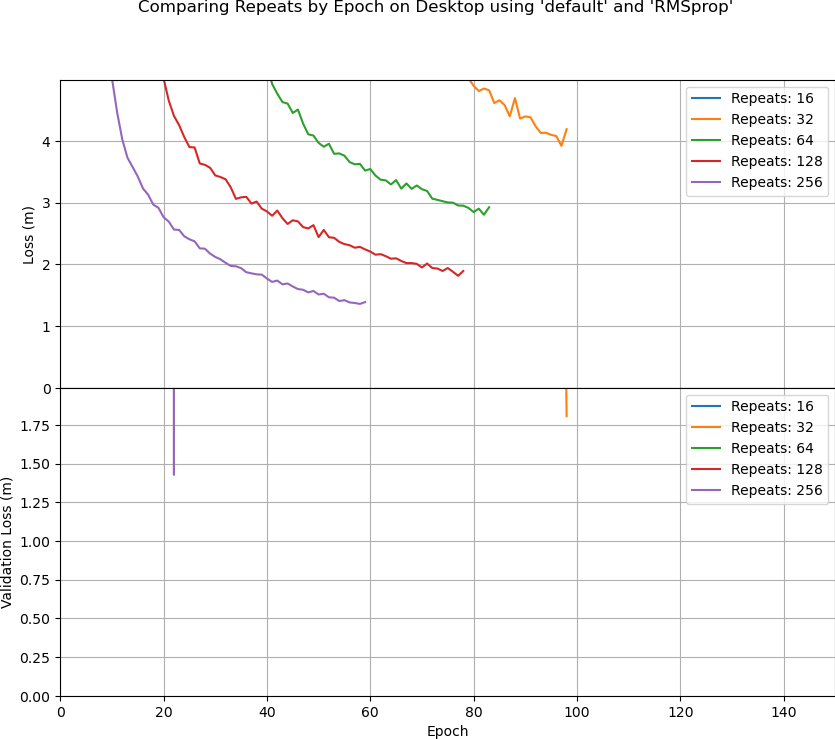 Comparing Repeats by Epoch on Desktop using 'default' and 'RMSprop'
Loss (m)
4
3
2
1
0
Repeats: 16
Repeats: 32
Repeats: 64
Repeats: 128
Repeats: 256
Validation Loss (m)
1.75
1.50
1.25
1.00
0.75
0.50
0.25
0.00
Repeats: 16
Repeats: 32
Repeats: 64
Repeats: 128
Repeats: 256
0 20 40 60 80 100 120 140
Epoch